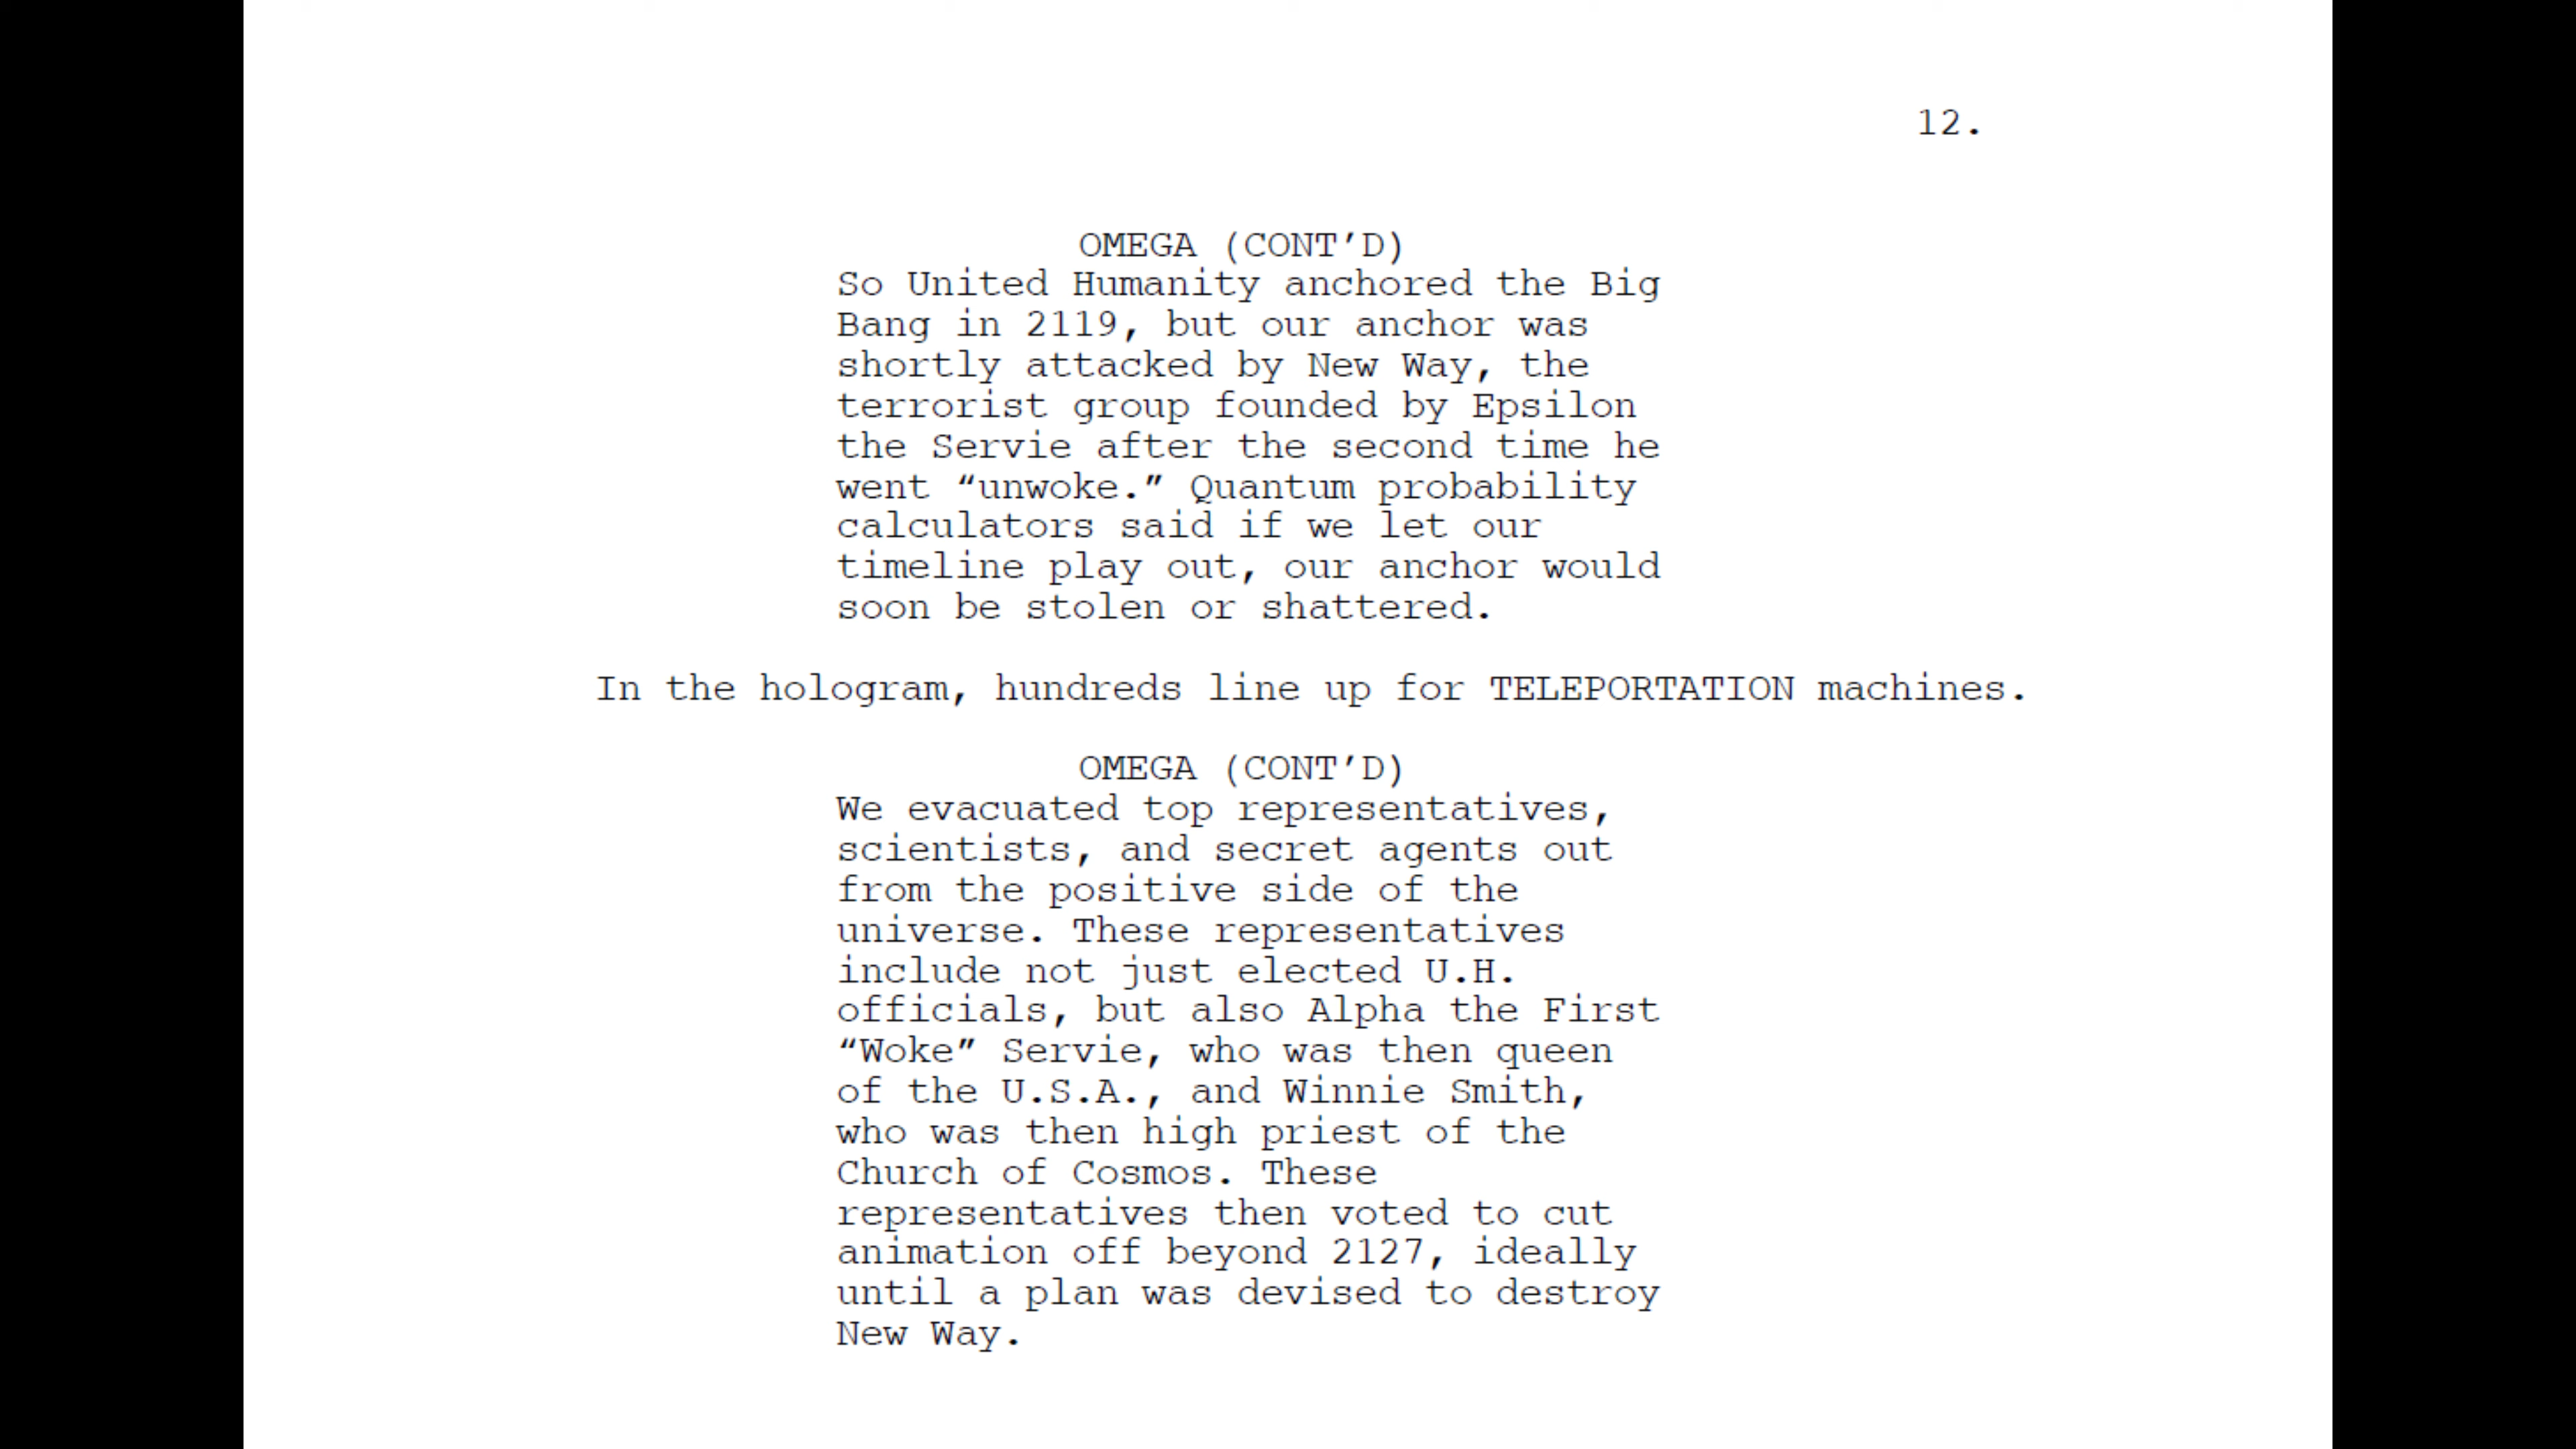 12.
OMEGA (CONT’D)
So United Humanity anchored the Big
Bang in 2119, but our anchor was
shortly attacked by New Way, the
terrorist group founded by Epsilon
the Servie after the second time he
went “unwoke.” Quantum probability
calculators said if we let our
timeline play out, our anchor would
soon be stolen or shattered.
In the hologram, hundreds line up for TELEPORTATION machines.
OMEGA (CONT’D)
We evacuated top representatives,
scientists, and secret agents out
from the positive side of the
universe. These representatives
include not just elected U.H.
officials, but also Alpha the First
“Woke” Servie, who was then queen
of the U.S.A., and Winnie Smith,
who was then high priest of the
Church of Cosmos. These
representatives then voted to cut
animation off beyond 2127, ideally
until a plan was devised to destroy
New Way.